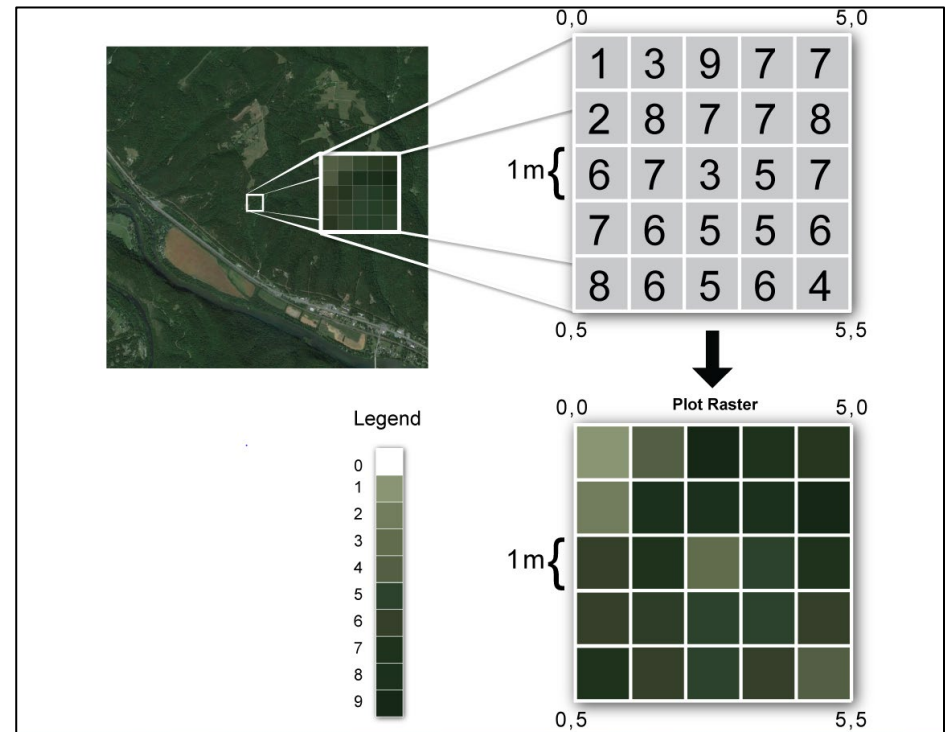 0,0 5,0
1 3 9 7 7
2 8 7 7 8
1m{ 6 7 3 5 7
7 6 5 5 6
8 6 5 6 4
0,5 5,5
Plot Raster
0,0 5,0
1m{
0,5 5,5
Legend
0
1
2
3
4
5
6
7
8
9